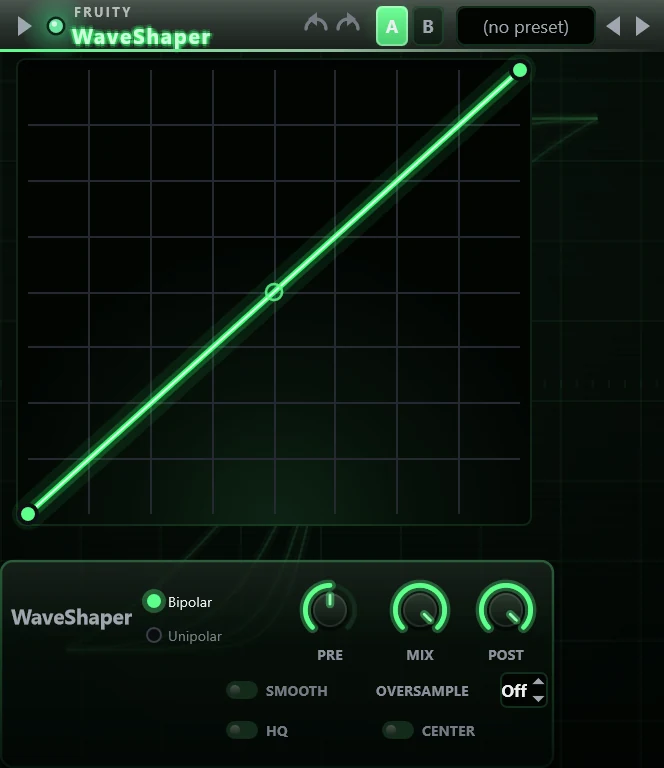 FRUITY
WaveShaper
A B (no preset)
WaveShaper
Bipolar
Unipolar
PRE MIX POST
SMOOTH OVERSAMPLE Off
HQ CENTER